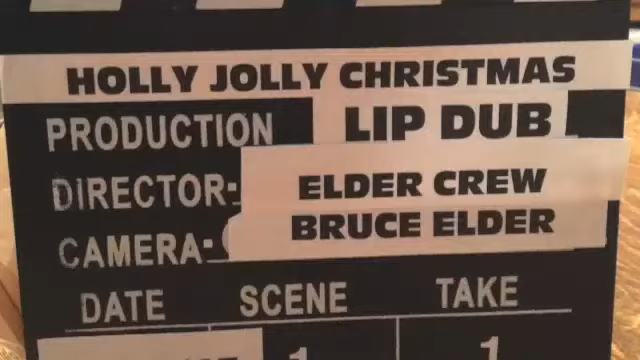 HOLLY JOLLY CHRISTMAS
PRODUCTION LIP DUB
DIRECTOR- ELDER CREW
CAMERA- BRUCE ELDER
DATE SCENE TAKE
1 1